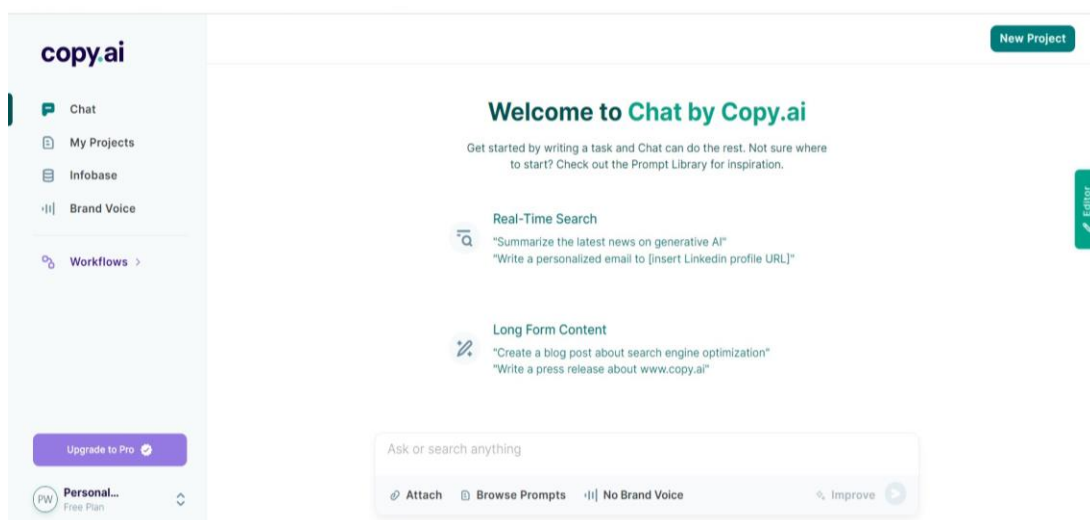 copy.ai
New Project
Chat
My Projects
Infobase
Brand Voice
Workflows >
Welcome to Chat by Copy.ai
Get started by writing a task and Chat can do the rest. Not sure where
to start? Check out the Prompt Library for inspiration.
Real-Time Search
"Summarize the latest news on generative AI"
"Write a personalized email to [insert Linkedin profile URL]"
Long Form Content
"Create a blog post about search engine optimization"
"Write a press release about www.copy.ai"
Editor
Upgrade to Pro
PW
Personal...
Free Plan
Ask or search anything
Attach Browse Prompts No Brand Voice Improve